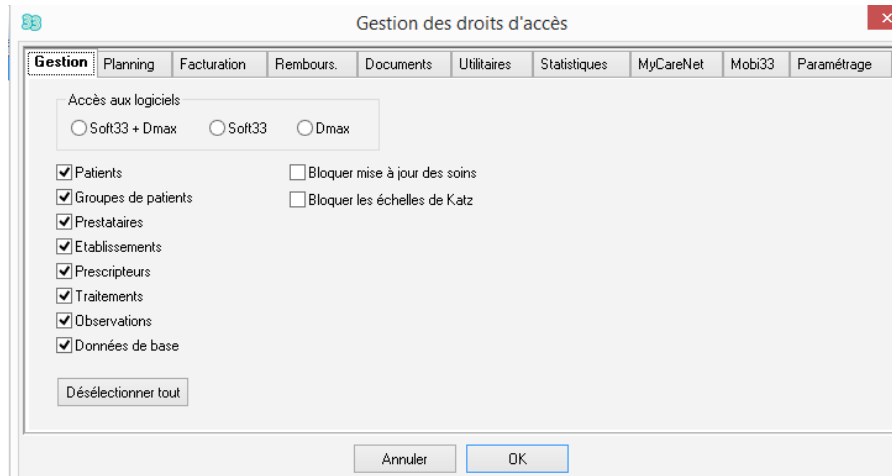 33 Gestion des droits d'accès
Gestion Planning Facturation Rembours. Documents Utilitaires Statistiques MyCareNet Mobi33 Paramétrage
Accès aux logiciels
Soft33 + Dmax Soft33 Dmax
Patients Bloquer mise à jour des soins
Groupes de patients Bloquer les échelles de Katz
Prestataires
Etablissements
Prescripteurs
Traitements
Observations
Données de base
Désélectionner tout
Annuler OK